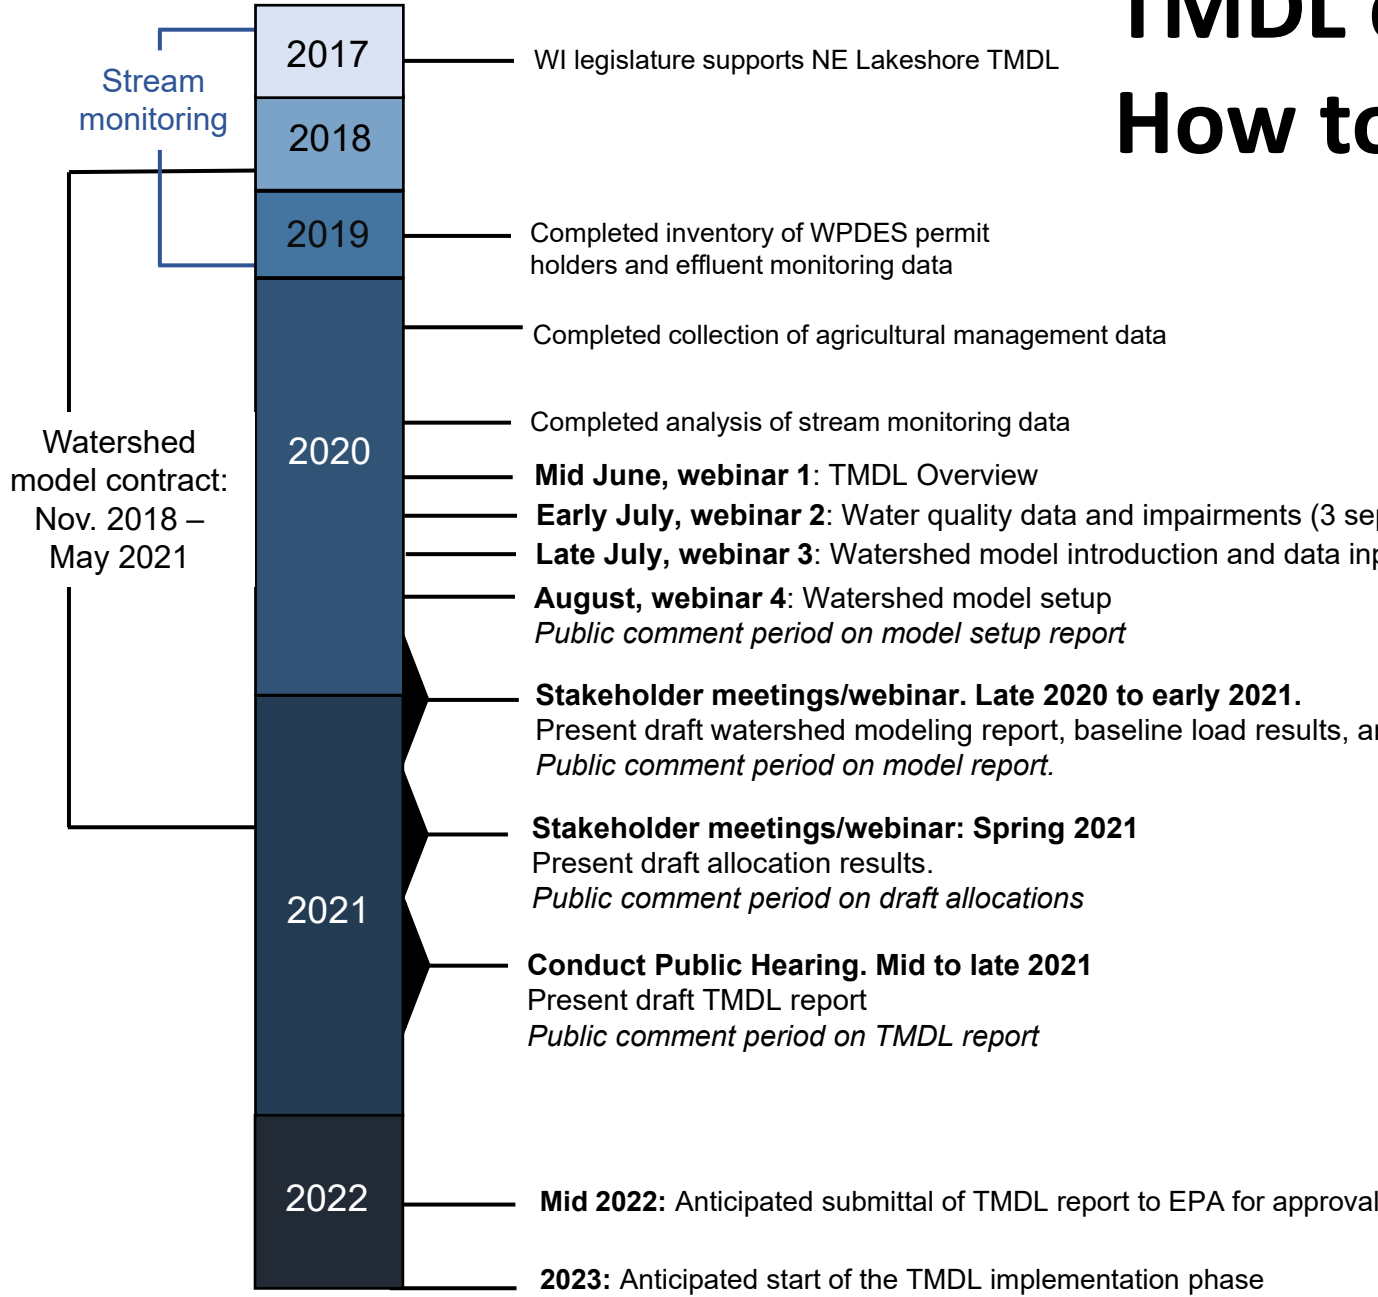 TMDL
How to
2017
WI legislature supports NE Lakeshore TMDL
Stream
monitoring
2018
2019
Completed inventory of WPDES permit
holders and effluent monitoring data
Completed collection of agricultural management data
Completed analysis of stream monitoring data
Watershed
model contract:
Nov. 2018 –
May 2021
2020
Mid June, webinar 1: TMDL Overview
Early July, webinar 2: Water quality data and impairments (3
Late July, webinar 3: Watershed model introduction and data
August, webinar 4: Watershed model setup
Public comment period on model setup report
Stakeholder meetings/webinar. Late 2020 to early 2021.
Present draft watershed modeling report, baseline load results,
Public comment period on model report.
Stakeholder meetings/webinar: Spring 2021
Present draft allocation results.
Public comment period on draft allocations
2021
Conduct Public Hearing. Mid to late 2021
Present draft TMDL report
Public comment period on TMDL report
2022
Mid 2022: Anticipated submittal of TMDL report to EPA for approval
2023: Anticipated start of the TMDL implementation phase